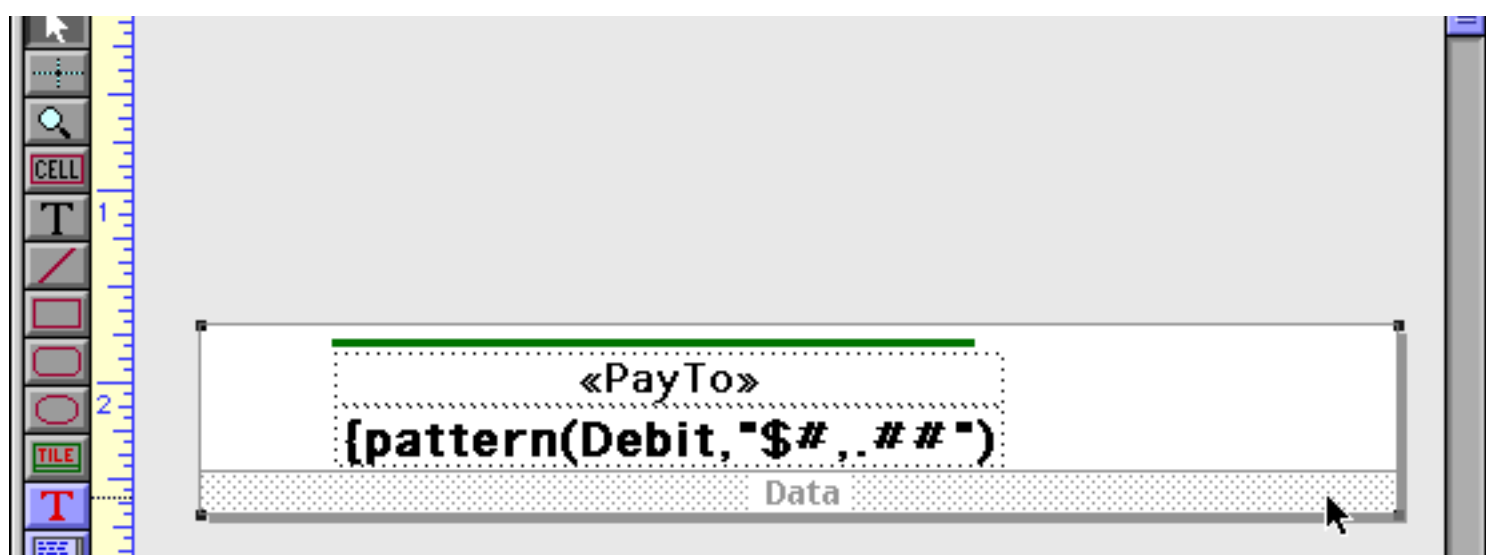 CELL
T
1
2
TILE
T
«PayTo»
{pattern(Debit,"$#,.##")
Data